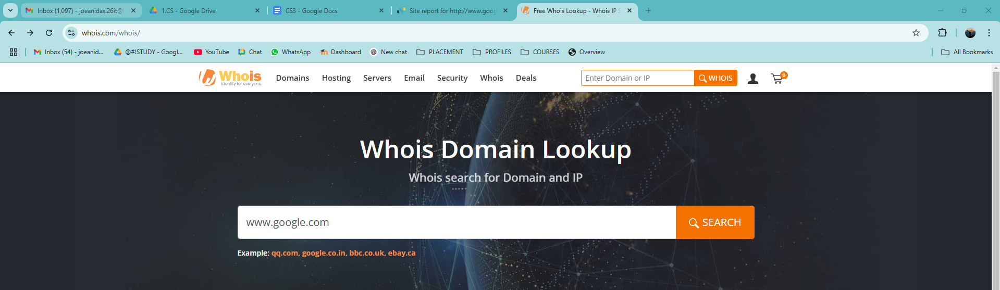 Inbox (1,097) - joeanidas.26it@
1.CS - Google Drive
CS3 - Google Docs
Site report for http://www.goog
Free Whois Lookup - Whois IP S
whois.com/whois/
Inbox (54) - joeanid...
@#!STUDY - Googl...
YouTube
Chat
WhatsApp
Dashboard
New chat
PLACEMENT
PROFILES
COURSES
Overview
All Bookmarks
Whois
Identity for everyone
Domains
Hosting
Servers
Email
Security
Whois
Deals
Enter Domain or IP
WHOIS
0
Whois Domain Lookup
Whois search for Domain and IP
www.google.com
SEARCH
Example: qq.com, google.co.in, bbc.co.uk, ebay.ca